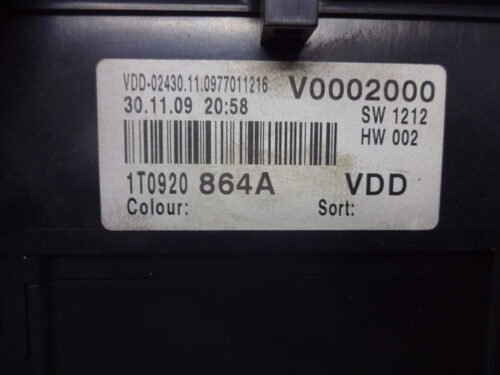 VDD-02430.11.0977011216 V0002000
30.11.09 20:58 SW 1212
HW 002
1T0920 864A VDD
Colour: Sort: